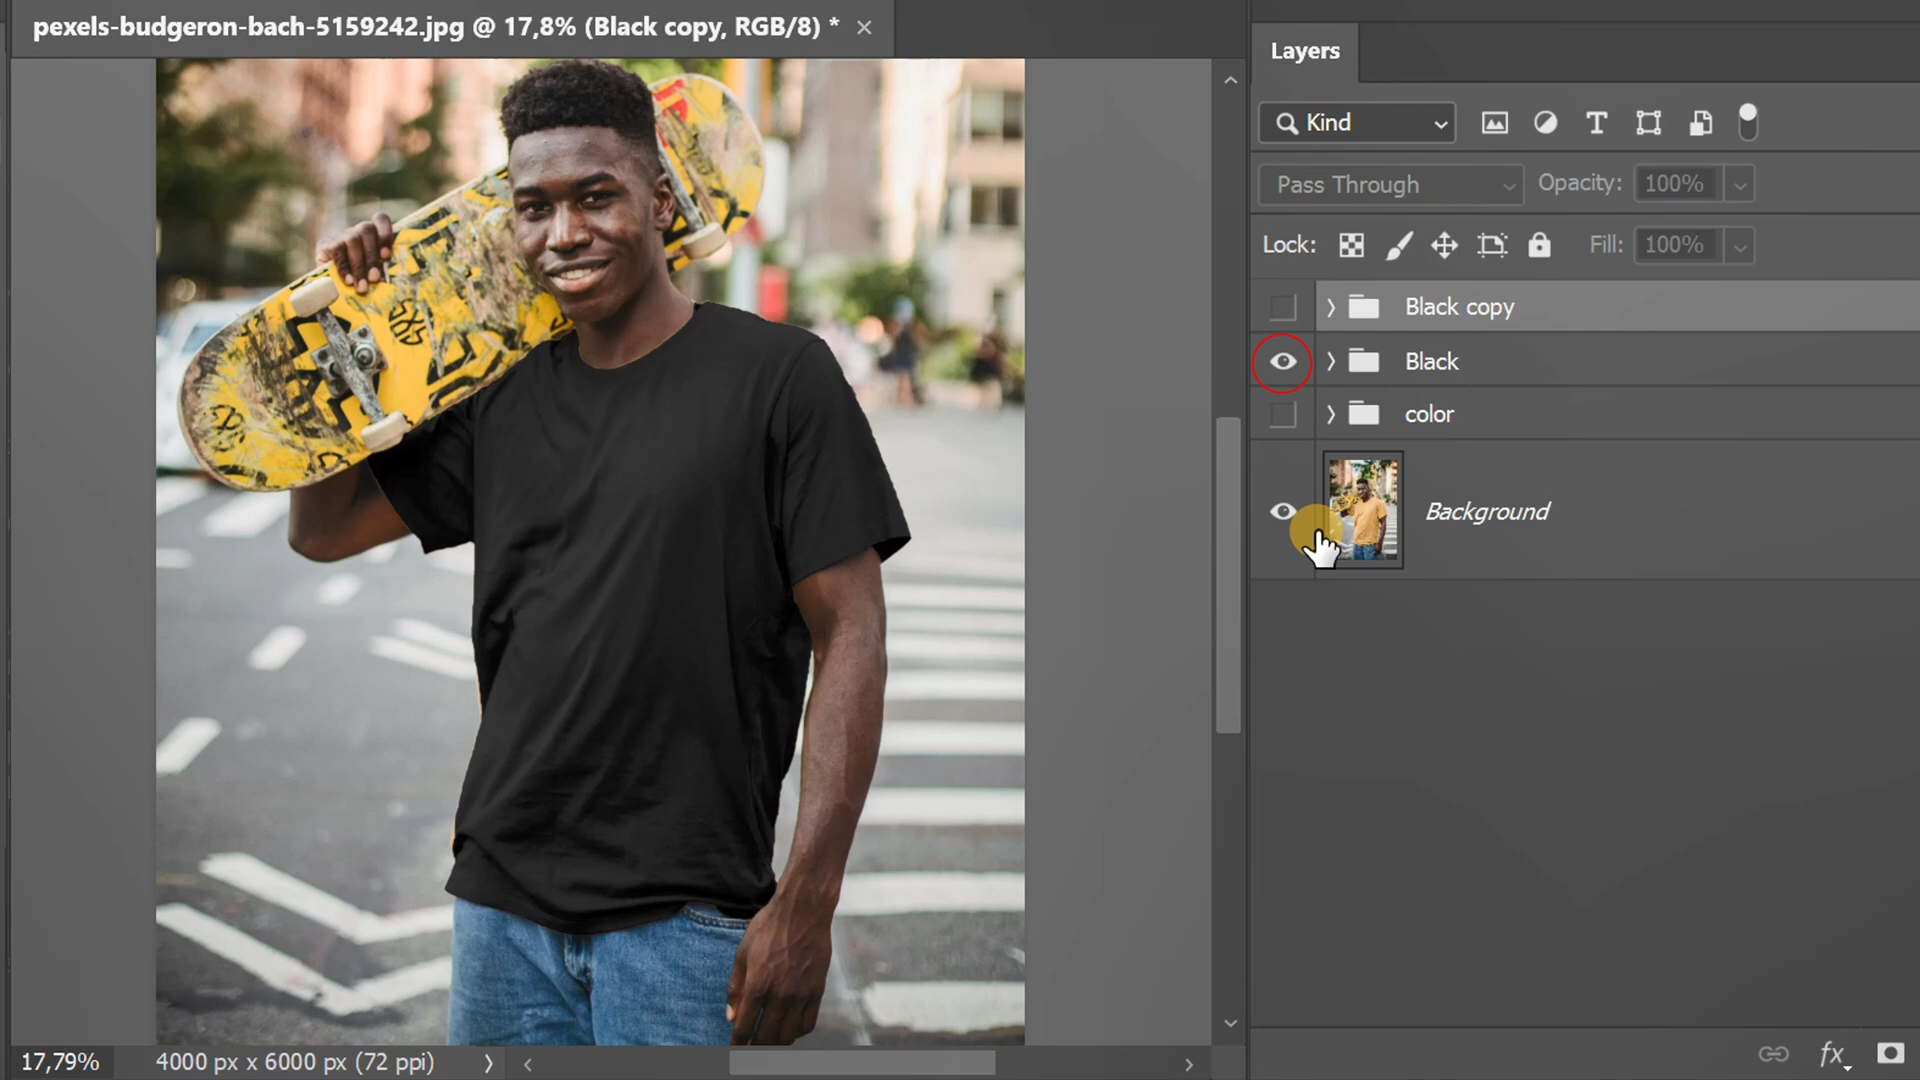 pexels-budgeron-bach-5159242.jpg @ 17,8% (Black copy, RGB/8) * ×
Layers
Kind
Pass Through
Opacity: 100%
Lock:
Fill: 100%
Black copy
Black
color
Background
17,79%
4000 px x 6000 px (72 ppi)
fx